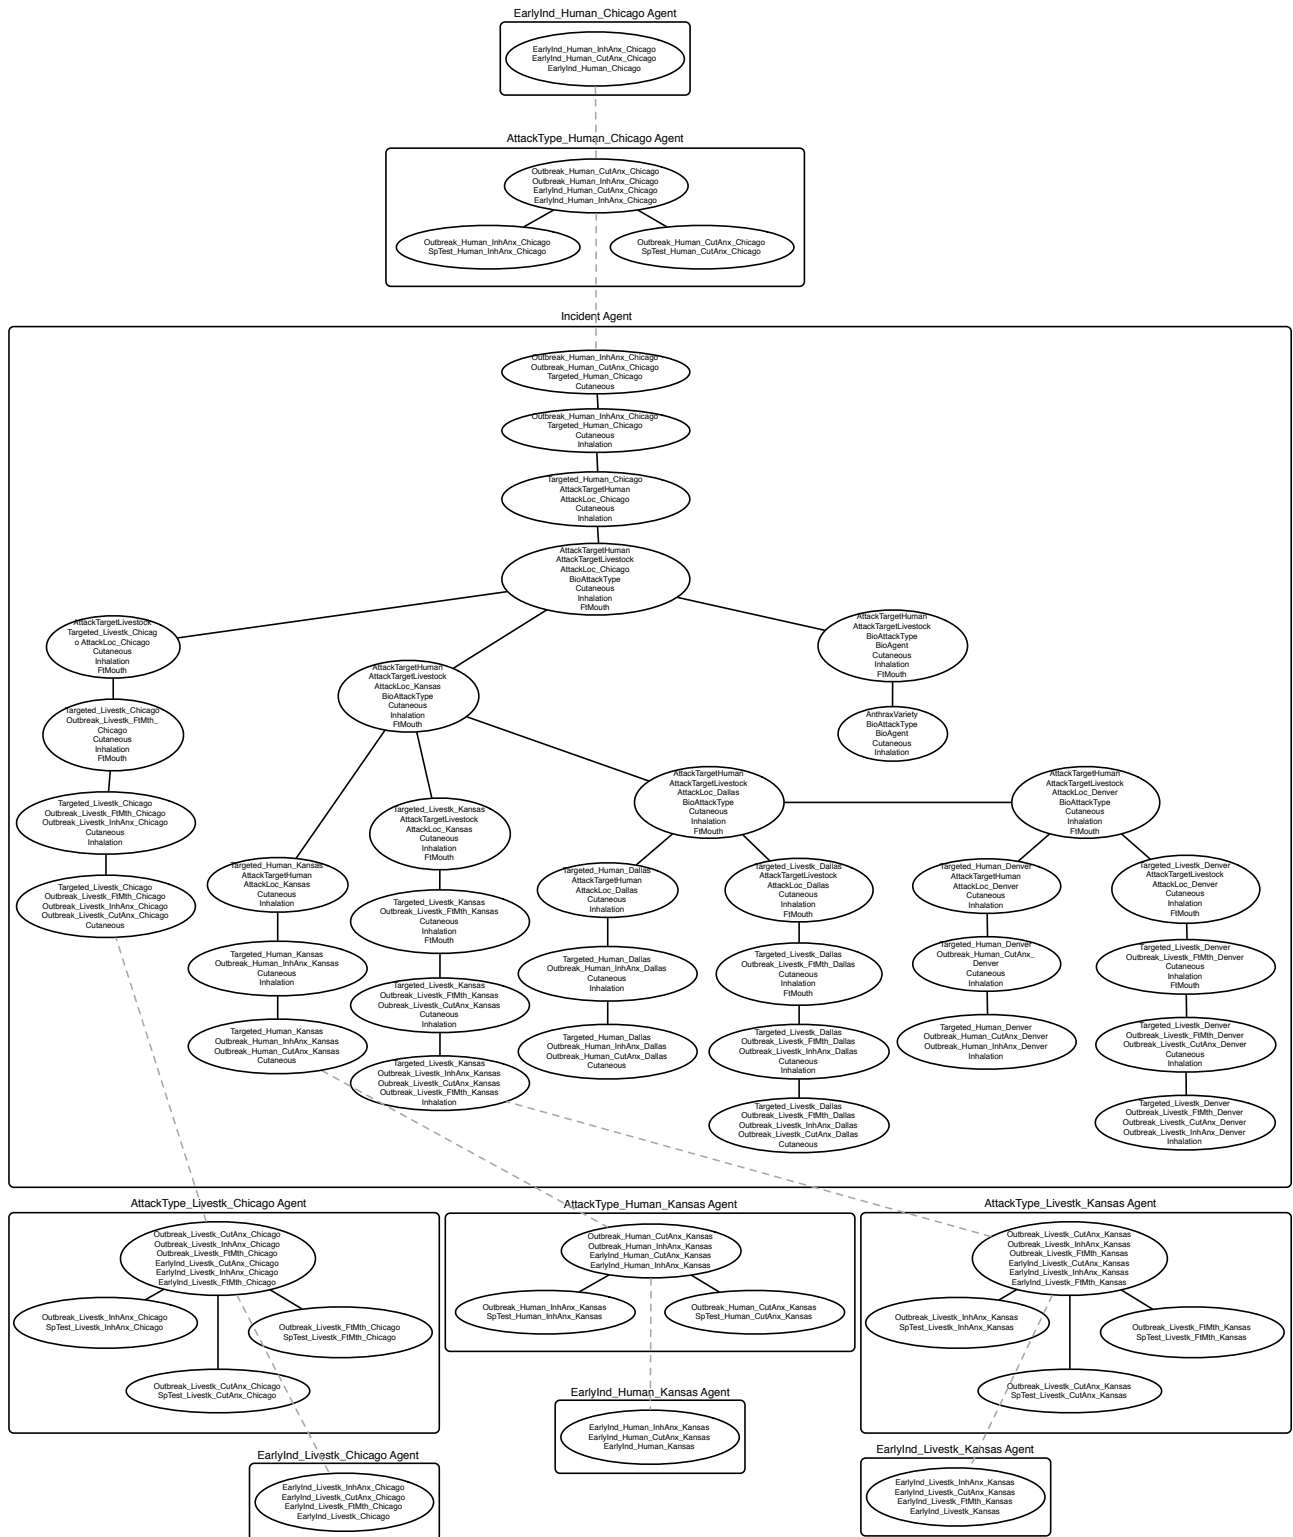 EarlyInd_Human_Chicago Agent
EarlyInd_Human_InhAnx_Chicago
EarlyInd_Human_CutAnx_Chicago
EarlyInd_Human_Chicago
AttackType_Human_Chicago Agent
Outbreak_Human_CutAnx_Chicago
Outbreak_Human_InhAnx_Chicago
EarlyInd_Human_CutAnx_Chicago
EarlyInd_Human_InhAnx_Chicago
Outbreak_Human_InhAnx_Chicago
SpTest_Human_InhAnx_Chicago
Outbreak_Human_CutAnx_Chicago
SpTest_Human_CutAnx_Chicago
Incident Agent
Outbreak_Human_InhAnx_Chicago
Outbreak_Human_CutAnx_Chicago
Targeted_Human_Chicago
Cutaneous
Outbreak_Human_InhAnx_Chicago
Targeted_Human_Chicago
Cutaneous
Inhalation
Targeted_Human_Chicago
AttackTargetHuman
AttackLoc_Chicago
Cutaneous
Inhalation
AttackTargetHuman
AttackTargetLivestock
AttackLoc_Chicago
BioAttackType
Cutaneous
Inhalation
FtMouth
AttackTargetLivestock
Targeted_Livestk_Chicag
o AttackLoc_Chicago
Cutaneous
Inhalation
FtMouth
AttackTargetHuman
AttackTargetLivestock
BioAttackType
BioAgent
Cutaneous
Inhalation
FtMouth
AttackTargetHuman
AttackTargetLivestock
AttackLoc_Kansas
BioAttackType
Cutaneous
Inhalation
FtMouth
Targeted_Livestk_Chicago
Outbreak_Livestk_FtMth_
Chicago
Cutaneous
Inhalation
FtMouth
AnthraxVariety
BioAttackType
BioAgent
Cutaneous
Inhalation
AttackTargetHuman
AttackTargetLivestock
AttackLoc_Dallas
BioAttackType
Cutaneous
Inhalation
FtMouth
AttackTargetHuman
AttackTargetLivestock
AttackLoc_Denver
BioAttackType
Cutaneous
Inhalation
FtMouth
Targeted_Livestk_Chicago
Outbreak_Livestk_FtMth_Chicago
Outbreak_Livestk_InhAnx_Chicago
Cutaneous
Inhalation
Targeted_Livestk_Kansas
AttackTargetLivestock
AttackLoc_Kansas
Cutaneous
Inhalation
FtMouth
Targeted_Human_Kansas
AttackTargetHuman
AttackLoc_Kansas
Cutaneous
Inhalation
Targeted_Human_Dallas
AttackTargetHuman
AttackLoc_Dallas
Cutaneous
Inhalation
Targeted_Livestk_Dallas
AttackTargetLivestock
AttackLoc_Dallas
Cutaneous
Inhalation
FtMouth
Targeted_Human_Denver
AttackTargetHuman
AttackLoc_Denver
Cutaneous
Inhalation
Targeted_Livestk_Denver
AttackTargetLivestock
AttackLoc_Denver
Cutaneous
Inhalation
FtMouth
Targeted_Livestk_Chicago
Outbreak_Livestk_FtMth_Chicago
Outbreak_Livestk_InhAnx_Chicago
Outbreak_Livestk_CutAnx_Chicago
Cutaneous
Targeted_Livestk_Kansas
Outbreak_Livestk_FtMth_Kansas
Cutaneous
Inhalation
FtMouth
Targeted_Human_Kansas
Outbreak_Human_InhAnx_Kansas
Cutaneous
Inhalation
Targeted_Human_Dallas
Outbreak_Human_InhAnx_Dallas
Cutaneous
Inhalation
Targeted_Livestk_Dallas
Outbreak_Livestk_FtMth_Dallas
Cutaneous
Inhalation
FtMouth
Targeted_Human_Denver
Outbreak_Human_CutAnx_
Denver
Cutaneous
Inhalation
Targeted_Livestk_Denver
Outbreak_Livestk_FtMth_Denver
Cutaneous
Inhalation
FtMouth
Targeted_Livestk_Kansas
Outbreak_Livestk_FtMth_Kansas
Outbreak_Livestk_CutAnx_Kansas
Cutaneous
Inhalation
Targeted_Human_Kansas
Outbreak_Human_InhAnx_Kansas
Outbreak_Human_CutAnx_Kansas
Cutaneous
Targeted_Human_Dallas
Outbreak_Human_InhAnx_Dallas
Outbreak_Human_CutAnx_Dallas
Cutaneous
Targeted_Livestk_Dallas
Outbreak_Livestk_FtMth_Dallas
Outbreak_Livestk_InhAnx_Dallas
Cutaneous
Inhalation
Targeted_Human_Denver
Outbreak_Human_CutAnx_Denver
Outbreak_Human_InhAnx_Denver
Inhalation
Targeted_Livestk_Denver
Outbreak_Livestk_FtMth_Denver
Outbreak_Livestk_CutAnx_Denver
Cutaneous
Inhalation
Targeted_Livestk_Kansas
Outbreak_Livestk_InhAnx_Kansas
Outbreak_Livestk_CutAnx_Kansas
Outbreak_Livestk_FtMth_Kansas
Inhalation
Targeted_Livestk_Dallas
Outbreak_Livestk_FtMth_Dallas
Outbreak_Livestk_InhAnx_Dallas
Outbreak_Livestk_CutAnx_Dallas
Cutaneous
Targeted_Livestk_Denver
Outbreak_Livestk_FtMth_Denver
Outbreak_Livestk_CutAnx_Denver
Outbreak_Livestk_InhAnx_Denver
Inhalation
AttackType_Livestk_Chicago Agent
Outbreak_Livestk_CutAnx_Chicago
Outbreak_Livestk_InhAnx_Chicago
Outbreak_Livestk_FtMth_Chicago
EarlyInd_Livestk_CutAnx_Chicago
EarlyInd_Livestk_InhAnx_Chicago
EarlyInd_Livestk_FtMth_Chicago
Outbreak_Livestk_InhAnx_Chicago
SpTest_Livestk_InhAnx_Chicago
Outbreak_Livestk_FtMth_Chicago
SpTest_Livestk_FtMth_Chicago
Outbreak_Livestk_CutAnx_Chicago
SpTest_Livestk_CutAnx_Chicago
AttackType_Human_Kansas Agent
Outbreak_Human_CutAnx_Kansas
Outbreak_Human_InhAnx_Kansas
EarlyInd_Human_CutAnx_Kansas
EarlyInd_Human_InhAnx_Kansas
Outbreak_Human_InhAnx_Kansas
SpTest_Human_InhAnx_Kansas
Outbreak_Human_CutAnx_Kansas
SpTest_Human_CutAnx_Kansas
AttackType_Livestk_Kansas Agent
Outbreak_Livestk_CutAnx_Kansas
Outbreak_Livestk_InhAnx_Kansas
Outbreak_Livestk_FtMth_Kansas
EarlyInd_Livestk_CutAnx_Kansas
EarlyInd_Livestk_InhAnx_Kansas
EarlyInd_Livestk_FtMth_Kansas
Outbreak_Livestk_InhAnx_Kansas
SpTest_Livestk_InhAnx_Kansas
Outbreak_Livestk_FtMth_Kansas
SpTest_Livestk_FtMth_Kansas
Outbreak_Livestk_CutAnx_Kansas
SpTest_Livestk_CutAnx_Kansas
EarlyInd_Human_Kansas Agent
EarlyInd_Human_InhAnx_Kansas
EarlyInd_Human_CutAnx_Kansas
EarlyInd_Human_Kansas
EarlyInd_Livestk_Chicago Agent
EarlyInd_Livestk_InhAnx_Chicago
EarlyInd_Livestk_CutAnx_Chicago
EarlyInd_Livestk_FtMth_Chicago
EarlyInd_Livestk_Chicago
EarlyInd_Livestk_Kansas Agent
EarlyInd_Livestk_InhAnx_Kansas
EarlyInd_Livestk_CutAnx_Kansas
EarlyInd_Livestk_FtMth_Kansas
EarlyInd_Livestk_Kansas